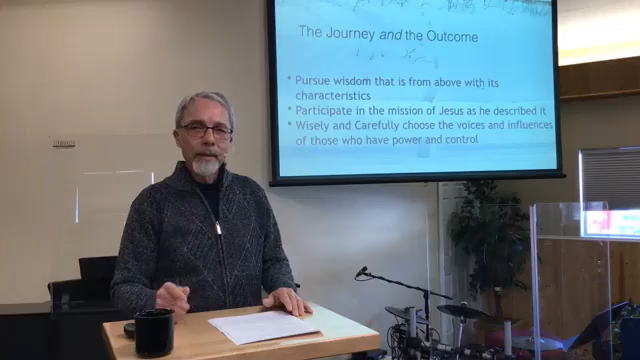 The Journey and the Outcome
* Pursue wisdom that is from above with its
characteristics
* Participate in the mission of Jesus as he described it
* Wisely and Carefully choose the voices and influences
of those who have power and control